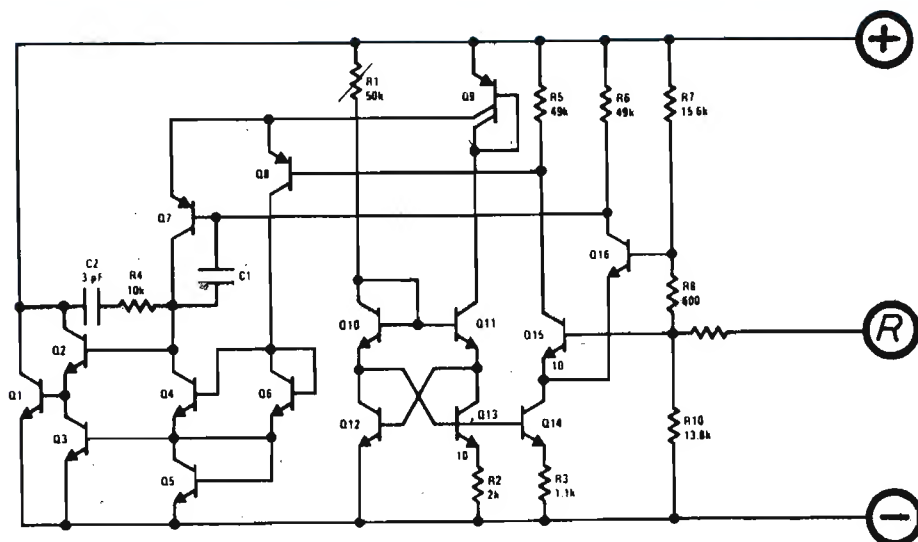 +
R1
50k
Q9
R5
49k
R6
49k
R7
15.6k
Q8
Q7
Q16
C2
3 pF
R4
10k
C1
R8
600
R
Q10
Q11
Q15
10
Q2
Q1
Q4
Q6
Q3
Q12
Q13
Q14
R10
13.8k
10
Q5
R2
2k
R3
1.1k
−